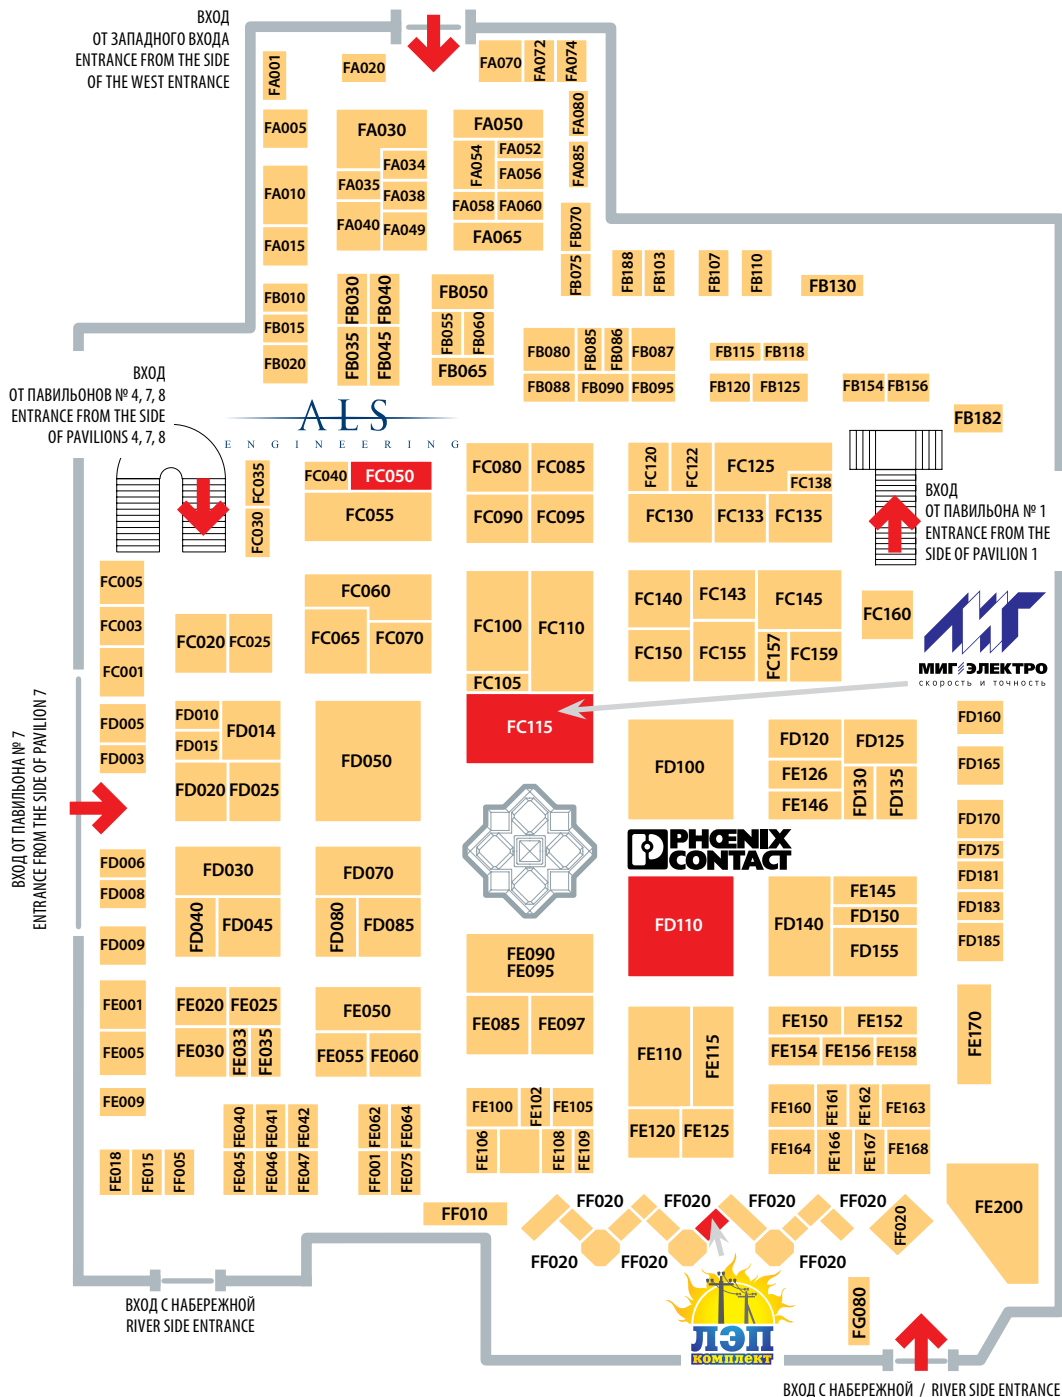 ВХОД
ОТ ЗАПАДНОГО ВХОДА
ENTRANCE FROM THE SIDE
OF THE WEST ENTRANCE
FA001
FA020
FA070
FA072
FA074
FA005
FA030
FA050
FA080
FA052
FA054
FA034
FA056
FA085
FA035
FA010
FA038
FA058
FA060
FA040
FA049
FB070
FA015
FA065
FB075
FB188
FB103
FB107
FB110
FB130
FB010
FB030
FB040
FB050
FB015
FB055
FB060
FB020
FB035
FB045
FB065
FB080
FB085
FB086
FB087
FB115
FB118
FB088
FB090
FB095
FB120
FB125
FB154
FB156
FB182
ВХОД
ОТ ПАВИЛЬОНОВ № 4, 7, 8
ENTRANCE FROM THE SIDE
OF PAVILIONS 4, 7, 8
ALS
ENGINEERING
FC035
FC030
FC040
FC050
FC055
FC080
FC085
FC090
FC095
FC120
FC122
FC125
FC138
FC130
FC133
FC135
ВХОД
ОТ ПАВИЛЬОНА № 1
ENTRANCE FROM THE
SIDE OF PAVILION 1
FC005
FC003
FC001
FC020
FC025
FC060
FC065
FC070
FC100
FC110
FC105
FC115
FC140
FC143
FC145
FC150
FC155
FC157
FC159
FC160
МИГ
МИГ ЭЛЕКТРО
скорость и точность
ВХОД ОТ ПАВИЛЬОНА № 7
ENTRANCE FROM THE SIDE OF PAVILION 7
FD005
FD003
FD010
FD015
FD014
FD020
FD025
FD050
FD100
FD120
FD125
FE126
FE146
FD130
FD135
FD160
FD165
FD170
FD175
FD181
FD183
FD185
PHŒNIX
CONTACT
FD006
FD008
FD009
FD030
FD040
FD045
FD070
FD080
FD085
FD110
FD140
FE145
FD150
FD155
FE090
FE095
FE085
FE097
FE001
FE005
FE009
FE020
FE025
FE030
FE033
FE035
FE050
FE055
FE060
FE110
FE115
FE120
FE125
FE150
FE152
FE154
FE156
FE158
FE170
FE100
FE102
FE105
FE106
FE108
FE109
FE160
FE161
FE162
FE163
FE164
FE166
FE167
FE168
FE040
FE041
FE042
FE045
FE046
FE047
FE062
FE064
FF001
FE075
FE018
FE015
FF005
FF010
FF020
FF020
FF020
FF020
FF020
FF020
FF020
FF020
FF020
FE200
FG080
ЛЭП
КОМПЛЕКТ
ВХОД С НАБЕРЕЖНОЙ
RIVER SIDE ENTRANCE
ВХОД С НАБЕРЕЖНОЙ / RIVER SIDE ENTRANCE